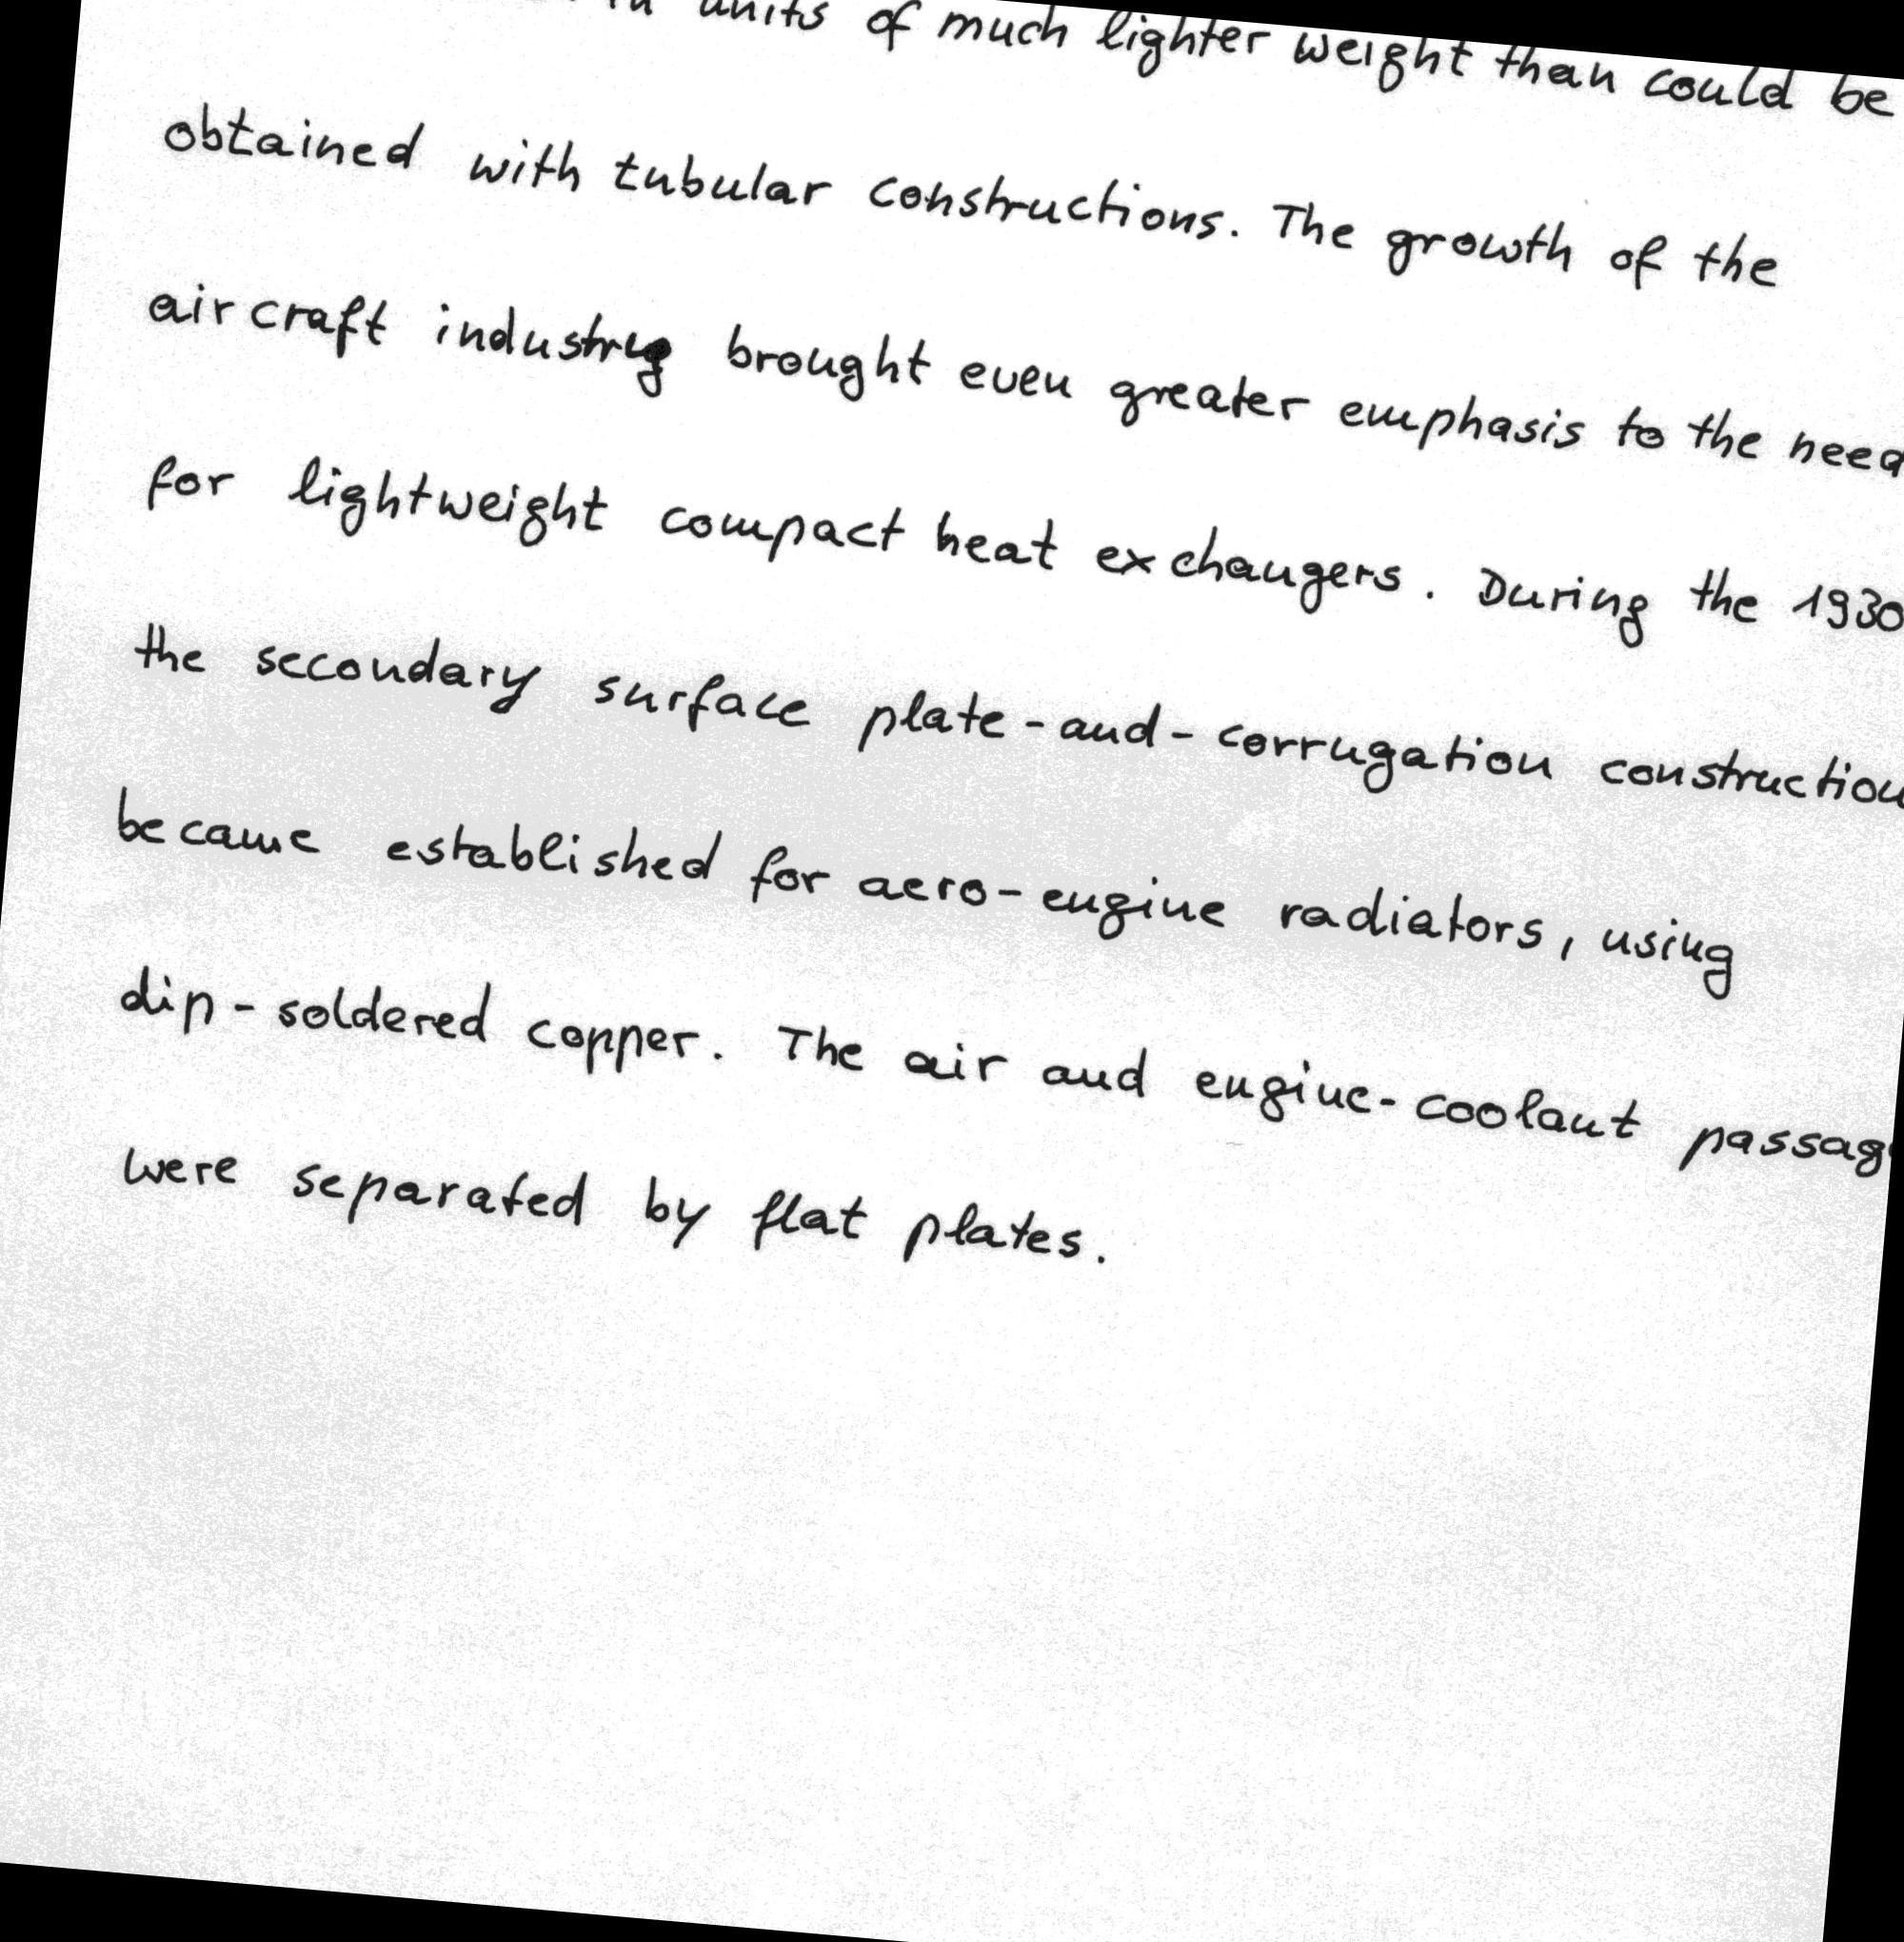 in units of much lighter weight than could be
obtained with tubular constructions. The growth of the
aircraft industry brought even greater emphasis to the need
for lightweight compact heat exchangers. During the 1930
the secondary surface plate-and-corrugation construction
became established for aero-engine radiators, using
dip-soldered copper. The air and engine-coolant passag
were separated by flat plates.